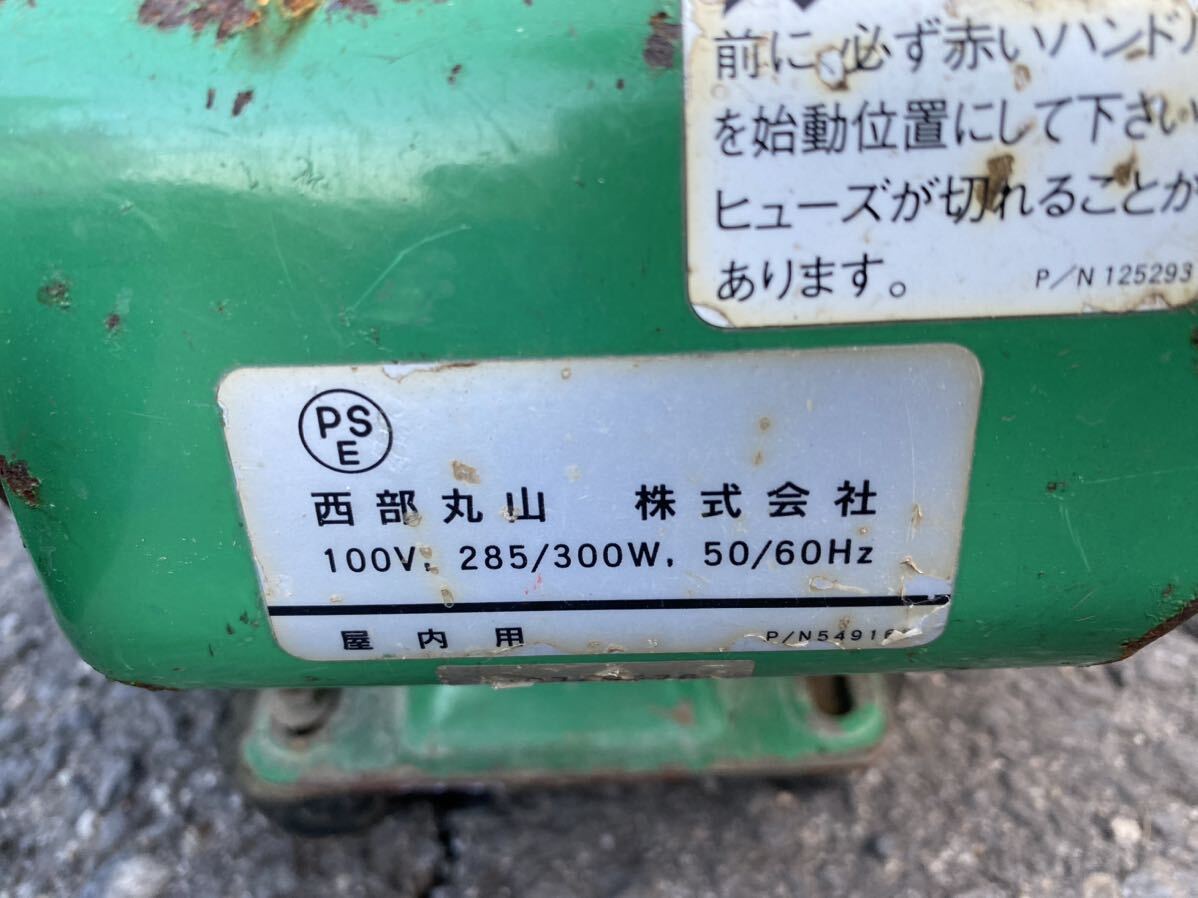 前に、必ず赤いハンド
を始動位置にして下さい
ヒューズが切れることが
あります。
P/N 125293
PS
E
西部丸山 株式会社
100V, 285/300W, 50/60Hz
屋内用
P/N54916